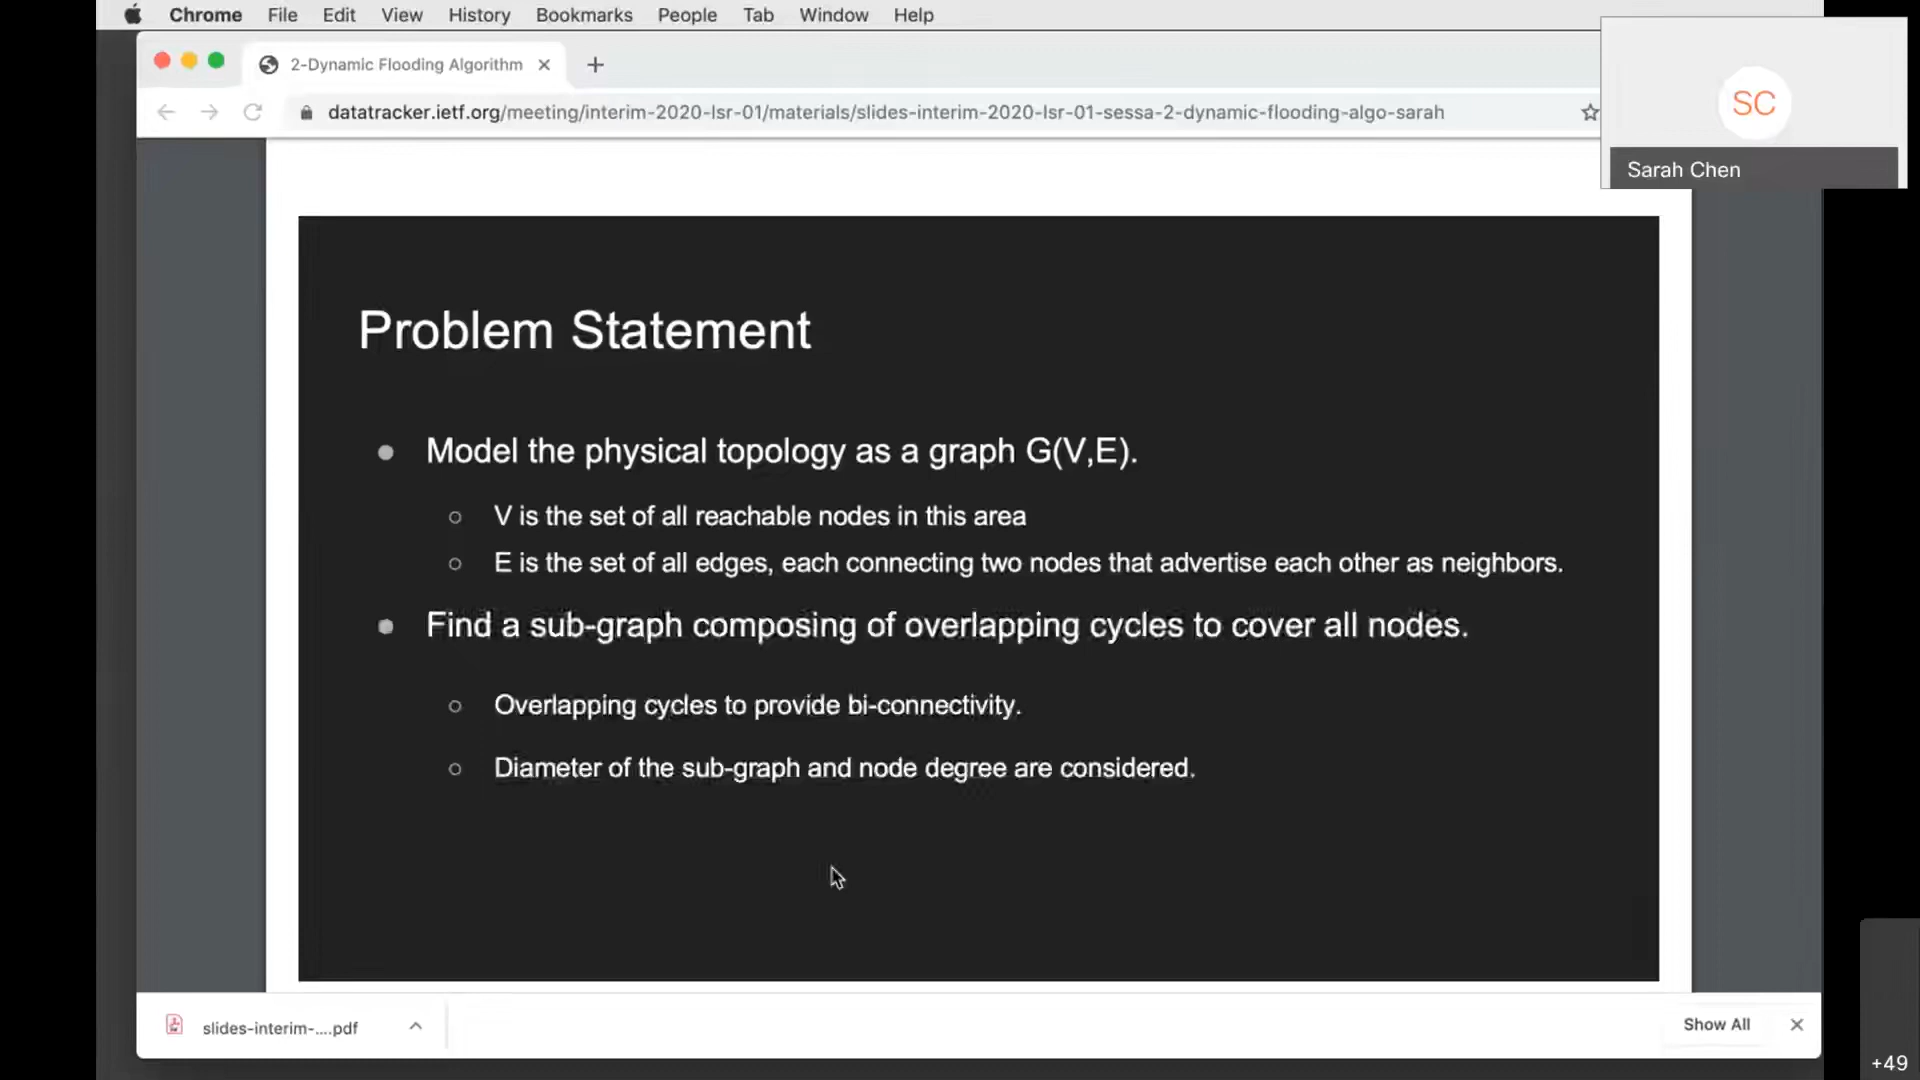 Chrome File Edit View History Bookmarks People Tab Window Help
2-Dynamic Flooding Algorithm
datatracker.ietf.org/meeting/interim-2020-lsr-01/materials/slides-interim-2020-lsr-01-sessa-2-dynamic-flooding-algo-sarah
SC
Sarah Chen
Problem Statement
● Model the physical topology as a graph G(V,E).
○ V is the set of all reachable nodes in this area
○ E is the set of all edges, each connecting two nodes that advertise each other as neighbors.
● Find a sub-graph composing of overlapping cycles to cover all nodes.
○ Overlapping cycles to provide bi-connectivity.
○ Diameter of the sub-graph and node degree are considered.
slides-interim-....pdf
Show All
+49